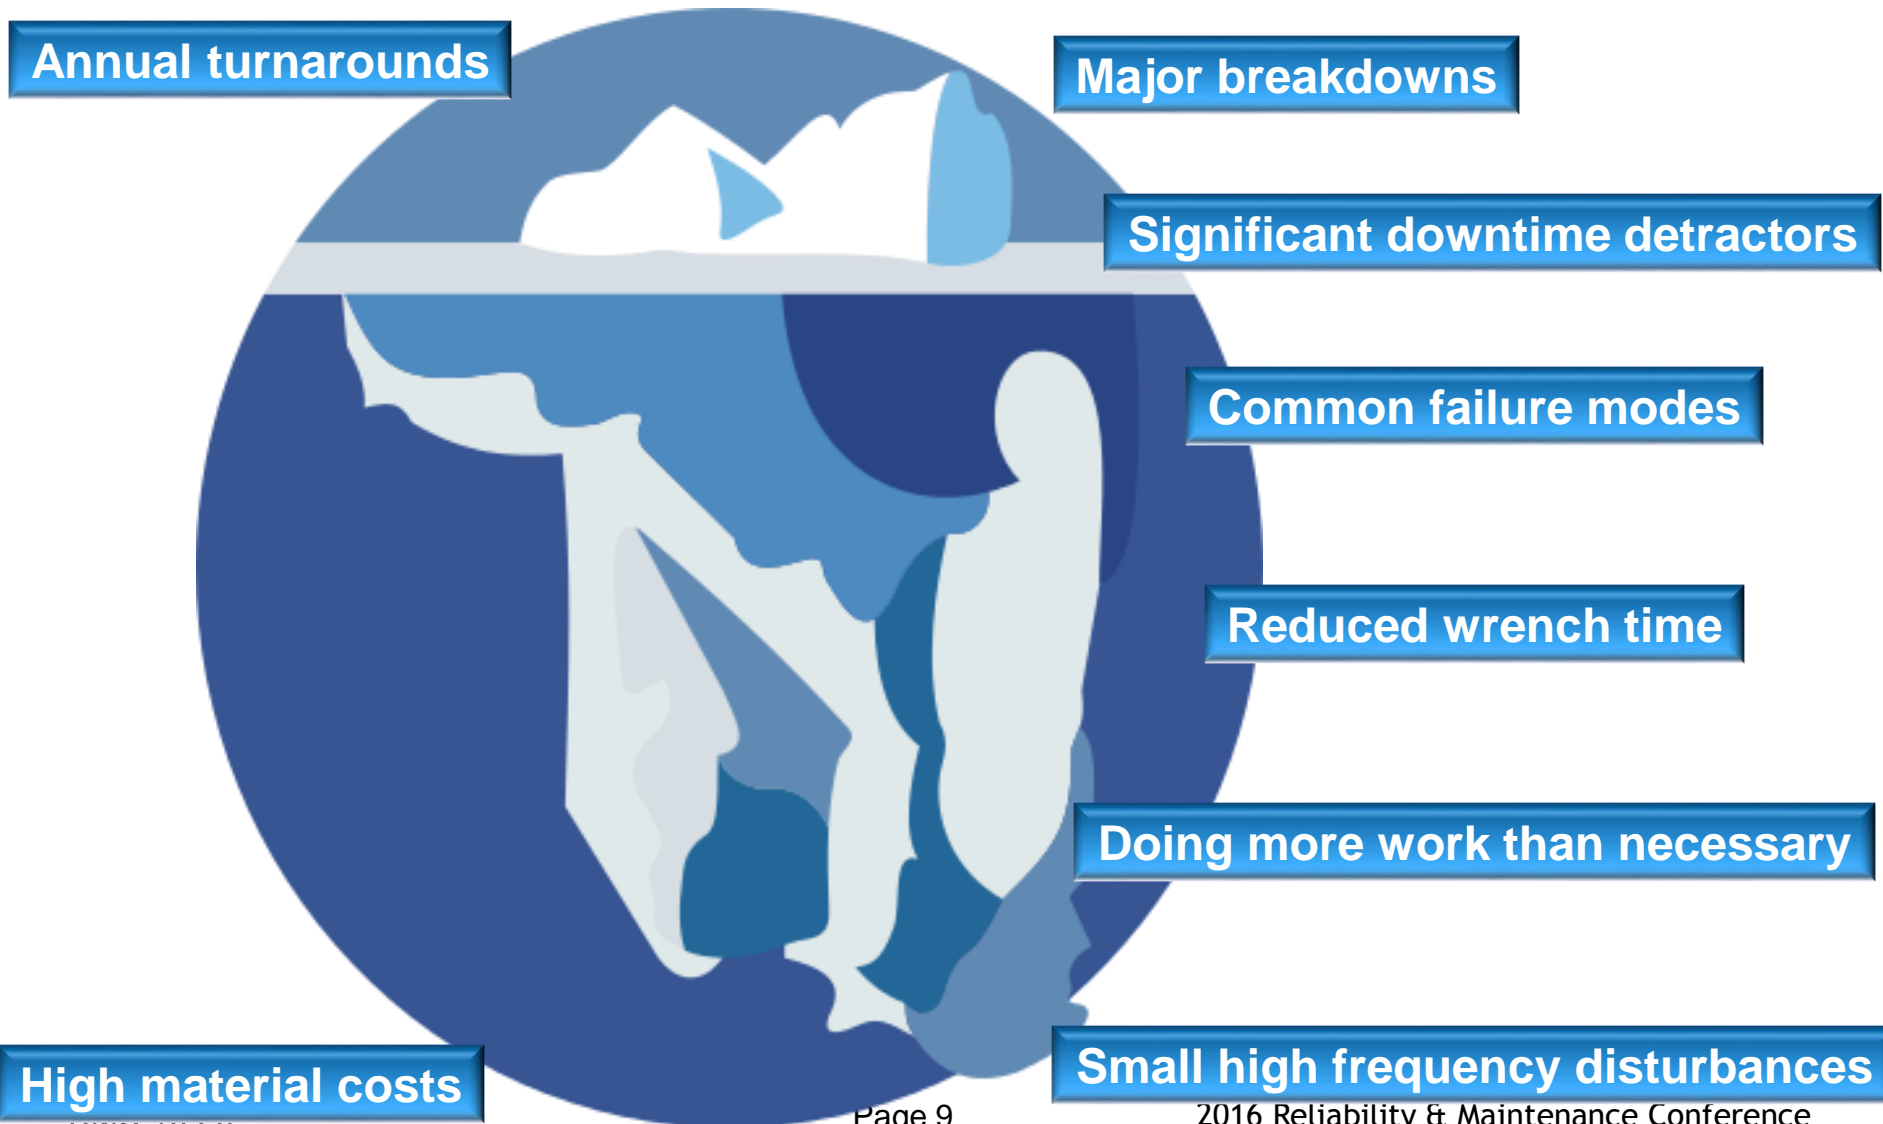 Annual turnarounds
Major breakdowns
Significant downtime detractors
Common failure modes
Reduced wrench time
Doing more work than necessary
High material costs
Small high frequency disturbances
Page 9
2016 Reliability & Maintenance Conference